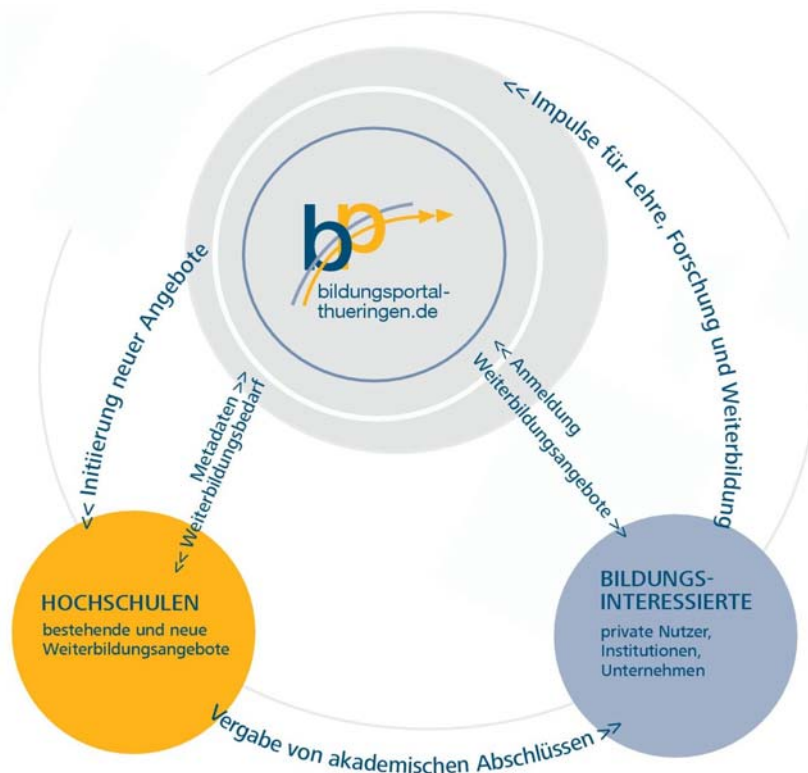 << Impulse für Lehre, Forschung und Weiterbildung
bp
bildungsportal-
thueringen.de
<< Initiierung neuer Angebote
Metadaten >>
<< Weiterbildungsbedarf
<< Anmeldung
Weiterbildungsangebote >>
HOCHSCHULEN
bestehende und neue
Weiterbildungsangebote
BILDUNGS-
INTERESSIERTE
private Nutzer,
Institutionen,
Unternehmen
Vergabe von akademischen Abschlüssen >>